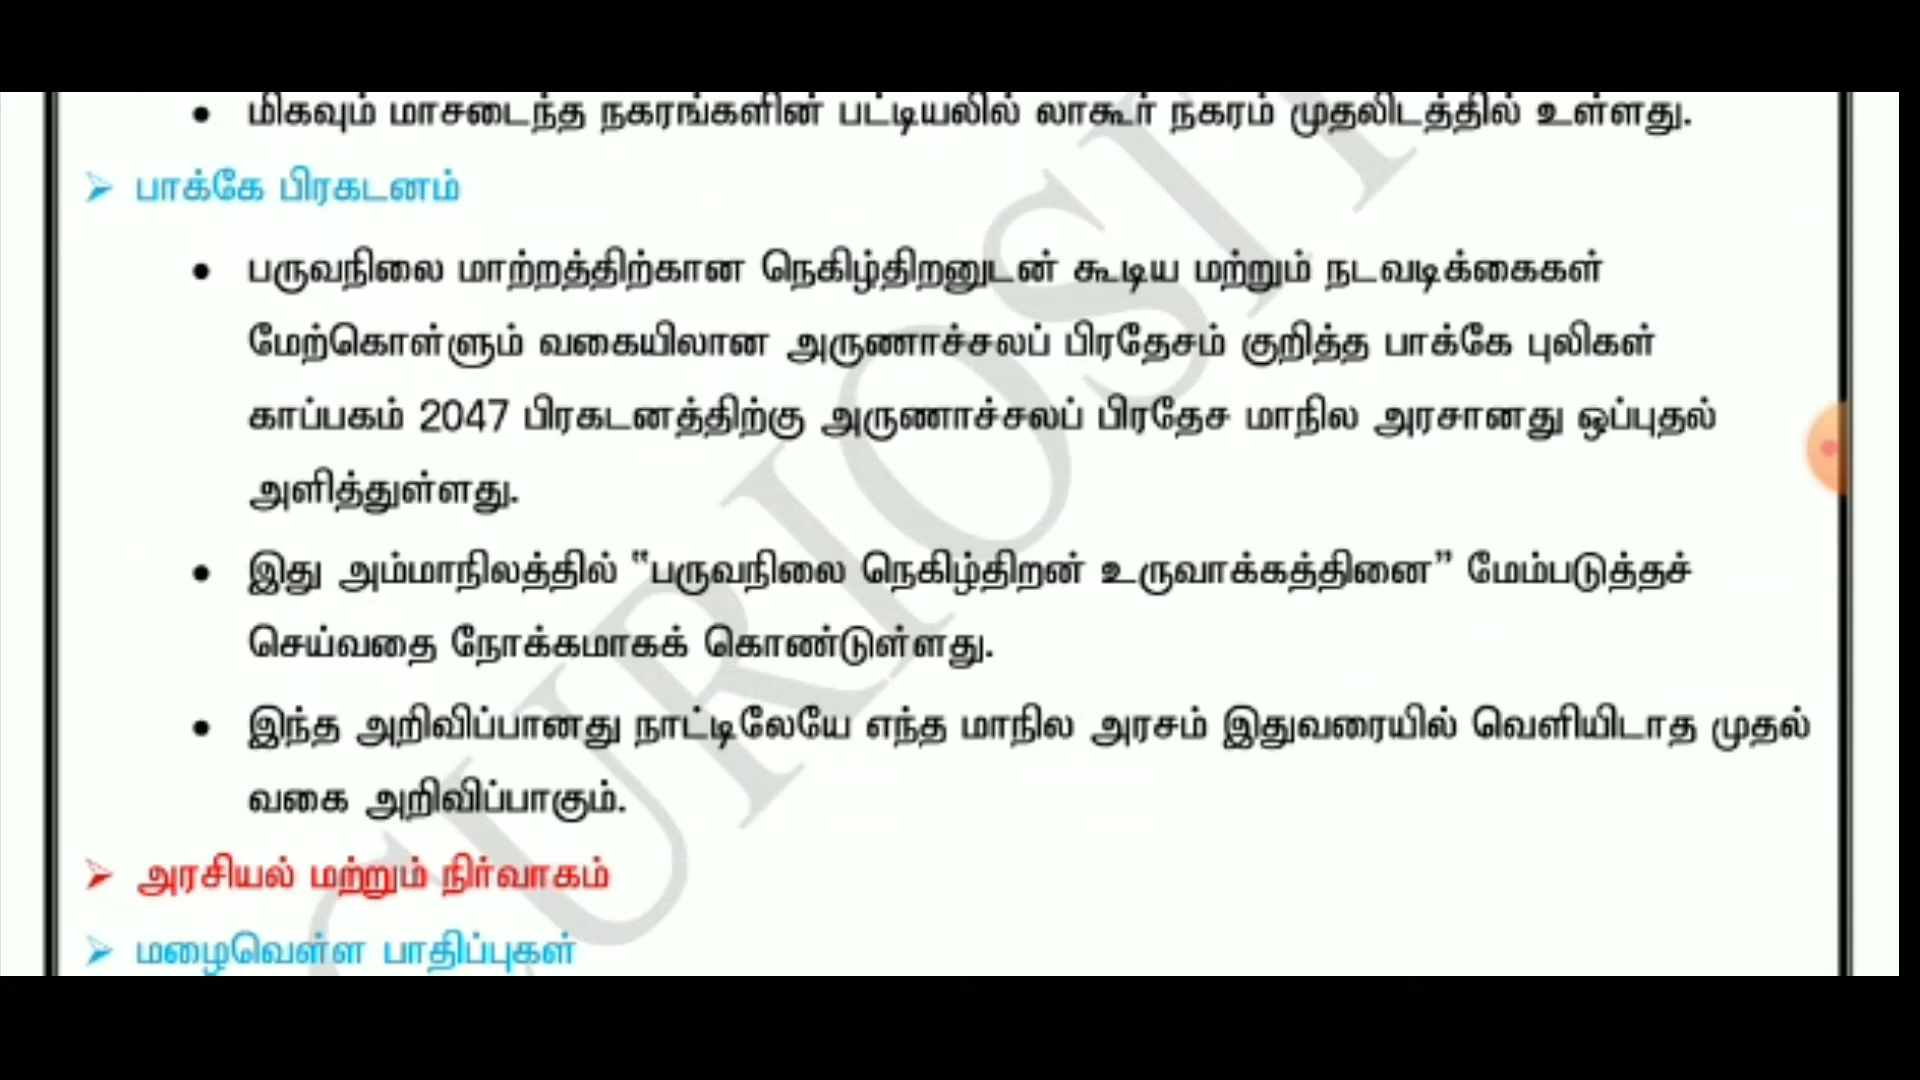 • மிகவும் மாசடைந்த நகரங்களின் பட்டியலில் லாகூர் நகரம் முதலிடத்தில் உள்ளது.
➢ பாக்கே பிரகடனம்
• பருவநிலை மாற்றத்திற்கான நெகிழ்திறனுடன் கூடிய மற்றும் நடவடிக்கைகள்
மேற்கொள்ளும் வகையிலான அருணாச்சலப் பிரதேசம் குறித்த பாக்கே புலிகள்
காப்பகம் 2047 பிரகடனத்திற்கு அருணாச்சலப் பிரதேச மாநில அரசானது ஒப்புதல்
அளித்துள்ளது.
• இது அம்மாநிலத்தில் “பருவநிலை நெகிழ்திறன் உருவாக்கத்தினை” மேம்படுத்தச்
செய்வதை நோக்கமாகக் கொண்டுள்ளது.
• இந்த அறிவிப்பானது நாட்டிலேயே எந்த மாநில அரசம் இதுவரையில் வெளியிடாத முதல்
வகை அறிவிப்பாகும்.
➢ அரசியல் மற்றும் நிர்வாகம்
➢ மழைவெள்ள பாதிப்புகள்
CURIOSIT